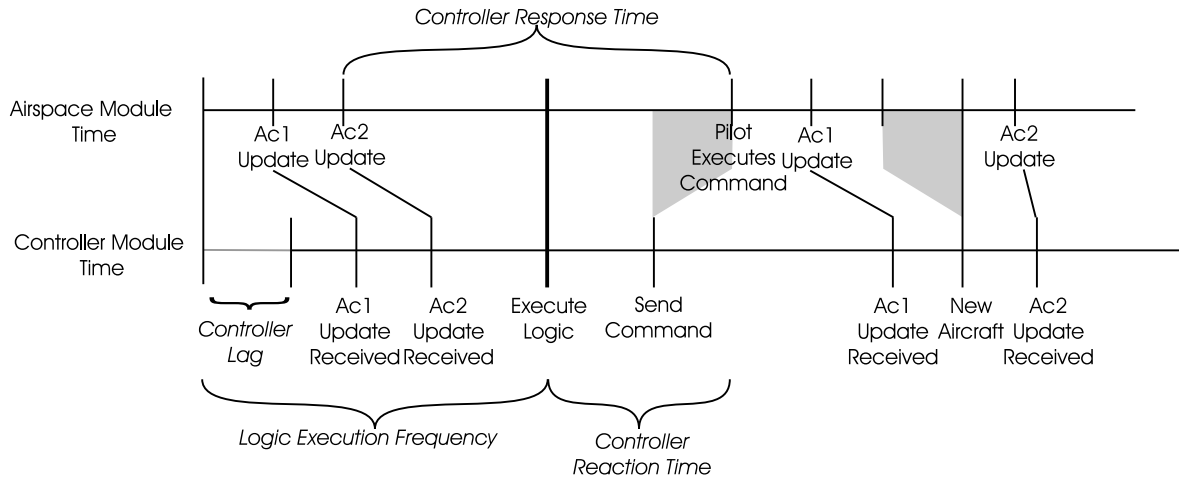 Controller Response Time
Airspace Module
Time
Ac1
Update
Ac2
Update
Pilot
Executes
Command
Ac1
Update
Ac2
Update
Controller Module
Time
Controller
Lag
Ac1
Update
Received
Ac2
Update
Received
Execute
Logic
Send
Command
Ac1
Update
Received
New
Aircraft
Ac2
Update
Received
Logic Execution Frequency
Controller
Reaction Time